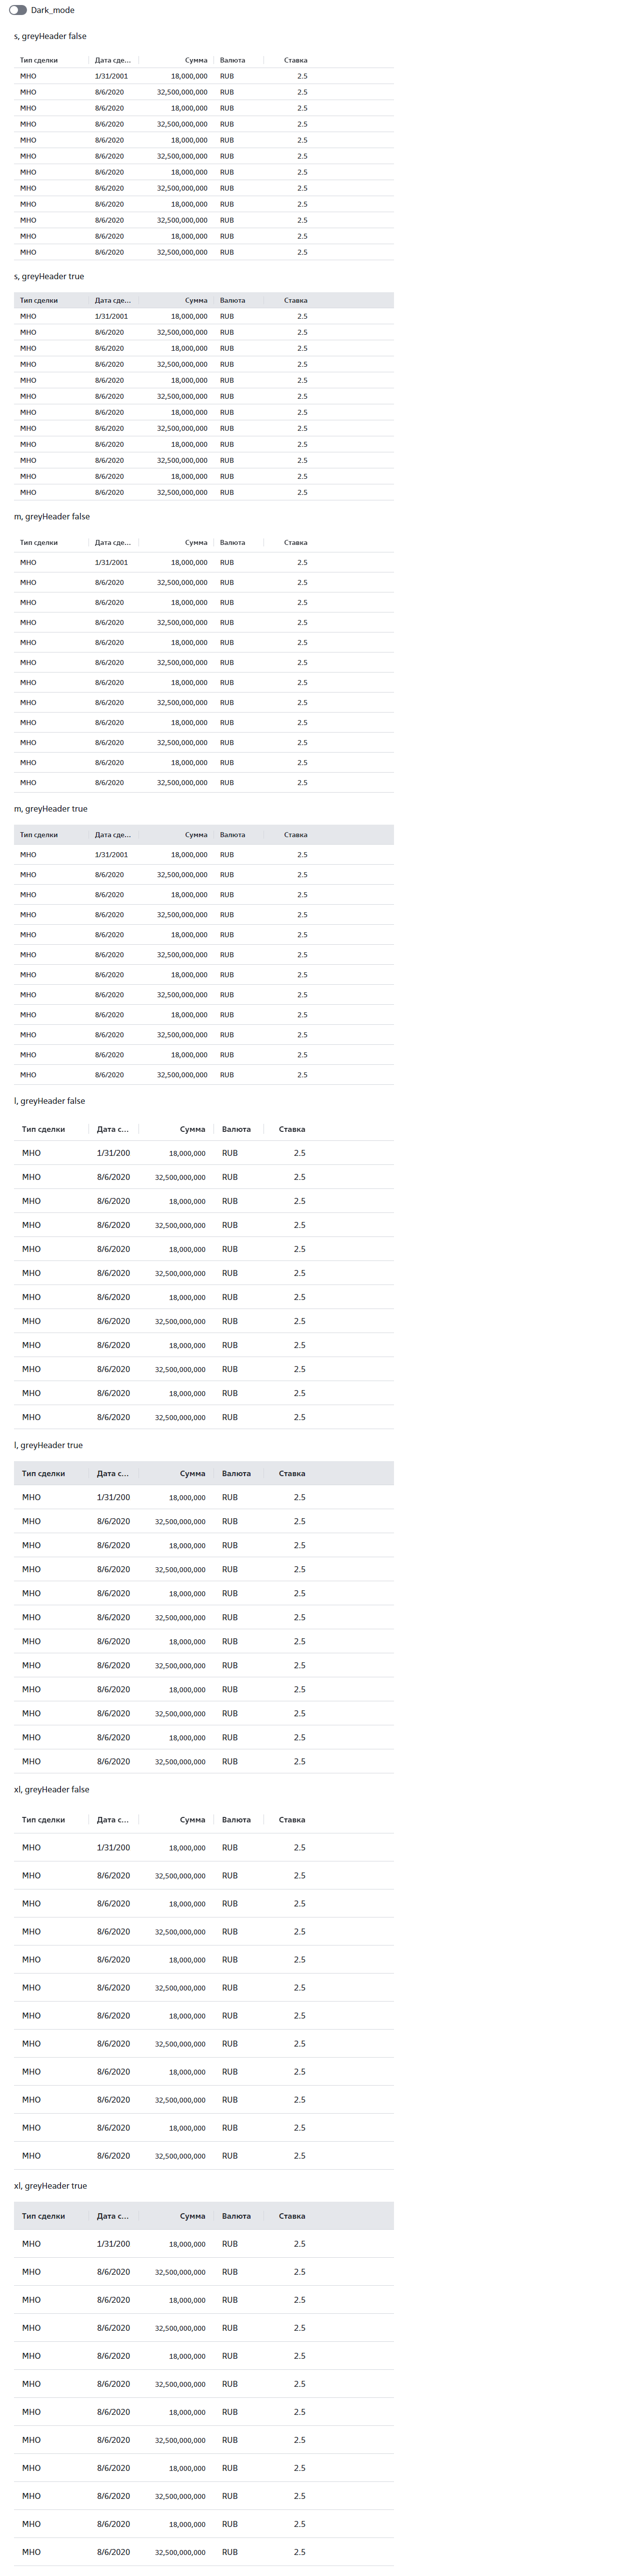 Dark_mode
s, greyHeader false
Тип сделки Дата сде... Сумма Валюта Ставка
МНО 1/31/2001 18,000,000 RUB 2.5
МНО 8/6/2020 32,500,000,000 RUB 2.5
МНО 8/6/2020 18,000,000 RUB 2.5
МНО 8/6/2020 32,500,000,000 RUB 2.5
МНО 8/6/2020 18,000,000 RUB 2.5
МНО 8/6/2020 32,500,000,000 RUB 2.5
МНО 8/6/2020 18,000,000 RUB 2.5
МНО 8/6/2020 32,500,000,000 RUB 2.5
МНО 8/6/2020 18,000,000 RUB 2.5
МНО 8/6/2020 32,500,000,000 RUB 2.5
МНО 8/6/2020 18,000,000 RUB 2.5
МНО 8/6/2020 32,500,000,000 RUB 2.5
s, greyHeader true
Тип сделки Дата сде... Сумма Валюта Ставка
МНО 1/31/2001 18,000,000 RUB 2.5
МНО 8/6/2020 32,500,000,000 RUB 2.5
МНО 8/6/2020 18,000,000 RUB 2.5
МНО 8/6/2020 32,500,000,000 RUB 2.5
МНО 8/6/2020 18,000,000 RUB 2.5
МНО 8/6/2020 32,500,000,000 RUB 2.5
МНО 8/6/2020 18,000,000 RUB 2.5
МНО 8/6/2020 32,500,000,000 RUB 2.5
МНО 8/6/2020 18,000,000 RUB 2.5
МНО 8/6/2020 32,500,000,000 RUB 2.5
МНО 8/6/2020 18,000,000 RUB 2.5
МНО 8/6/2020 32,500,000,000 RUB 2.5
m, greyHeader false
Тип сделки Дата сде... Сумма Валюта Ставка
МНО 1/31/2001 18,000,000 RUB 2.5
МНО 8/6/2020 32,500,000,000 RUB 2.5
МНО 8/6/2020 18,000,000 RUB 2.5
МНО 8/6/2020 32,500,000,000 RUB 2.5
МНО 8/6/2020 18,000,000 RUB 2.5
МНО 8/6/2020 32,500,000,000 RUB 2.5
МНО 8/6/2020 18,000,000 RUB 2.5
МНО 8/6/2020 32,500,000,000 RUB 2.5
МНО 8/6/2020 18,000,000 RUB 2.5
МНО 8/6/2020 32,500,000,000 RUB 2.5
МНО 8/6/2020 18,000,000 RUB 2.5
МНО 8/6/2020 32,500,000,000 RUB 2.5
m, greyHeader true
Тип сделки Дата сде... Сумма Валюта Ставка
МНО 1/31/2001 18,000,000 RUB 2.5
МНО 8/6/2020 32,500,000,000 RUB 2.5
МНО 8/6/2020 18,000,000 RUB 2.5
МНО 8/6/2020 32,500,000,000 RUB 2.5
МНО 8/6/2020 18,000,000 RUB 2.5
МНО 8/6/2020 32,500,000,000 RUB 2.5
МНО 8/6/2020 18,000,000 RUB 2.5
МНО 8/6/2020 32,500,000,000 RUB 2.5
МНО 8/6/2020 18,000,000 RUB 2.5
МНО 8/6/2020 32,500,000,000 RUB 2.5
МНО 8/6/2020 18,000,000 RUB 2.5
МНО 8/6/2020 32,500,000,000 RUB 2.5
l, greyHeader false
Тип сделки Дата с... Сумма Валюта Ставка
МНО 1/31/200 18,000,000 RUB 2.5
МНО 8/6/2020 32,500,000,000 RUB 2.5
МНО 8/6/2020 18,000,000 RUB 2.5
МНО 8/6/2020 32,500,000,000 RUB 2.5
МНО 8/6/2020 18,000,000 RUB 2.5
МНО 8/6/2020 32,500,000,000 RUB 2.5
МНО 8/6/2020 18,000,000 RUB 2.5
МНО 8/6/2020 32,500,000,000 RUB 2.5
МНО 8/6/2020 18,000,000 RUB 2.5
МНО 8/6/2020 32,500,000,000 RUB 2.5
МНО 8/6/2020 18,000,000 RUB 2.5
МНО 8/6/2020 32,500,000,000 RUB 2.5
l, greyHeader true
Тип сделки Дата с... Сумма Валюта Ставка
МНО 1/31/200 18,000,000 RUB 2.5
МНО 8/6/2020 32,500,000,000 RUB 2.5
МНО 8/6/2020 18,000,000 RUB 2.5
МНО 8/6/2020 32,500,000,000 RUB 2.5
МНО 8/6/2020 18,000,000 RUB 2.5
МНО 8/6/2020 32,500,000,000 RUB 2.5
МНО 8/6/2020 18,000,000 RUB 2.5
МНО 8/6/2020 32,500,000,000 RUB 2.5
МНО 8/6/2020 18,000,000 RUB 2.5
МНО 8/6/2020 32,500,000,000 RUB 2.5
МНО 8/6/2020 18,000,000 RUB 2.5
МНО 8/6/2020 32,500,000,000 RUB 2.5
xl, greyHeader false
Тип сделки Дата с... Сумма Валюта Ставка
МНО 1/31/200 18,000,000 RUB 2.5
МНО 8/6/2020 32,500,000,000 RUB 2.5
МНО 8/6/2020 18,000,000 RUB 2.5
МНО 8/6/2020 32,500,000,000 RUB 2.5
МНО 8/6/2020 18,000,000 RUB 2.5
МНО 8/6/2020 32,500,000,000 RUB 2.5
МНО 8/6/2020 18,000,000 RUB 2.5
МНО 8/6/2020 32,500,000,000 RUB 2.5
МНО 8/6/2020 18,000,000 RUB 2.5
МНО 8/6/2020 32,500,000,000 RUB 2.5
МНО 8/6/2020 18,000,000 RUB 2.5
МНО 8/6/2020 32,500,000,000 RUB 2.5
xl, greyHeader true
Тип сделки Дата с... Сумма Валюта Ставка
МНО 1/31/200 18,000,000 RUB 2.5
МНО 8/6/2020 32,500,000,000 RUB 2.5
МНО 8/6/2020 18,000,000 RUB 2.5
МНО 8/6/2020 32,500,000,000 RUB 2.5
МНО 8/6/2020 18,000,000 RUB 2.5
МНО 8/6/2020 32,500,000,000 RUB 2.5
МНО 8/6/2020 18,000,000 RUB 2.5
МНО 8/6/2020 32,500,000,000 RUB 2.5
МНО 8/6/2020 18,000,000 RUB 2.5
МНО 8/6/2020 32,500,000,000 RUB 2.5
МНО 8/6/2020 18,000,000 RUB 2.5
МНО 8/6/2020 32,500,000,000 RUB 2.5